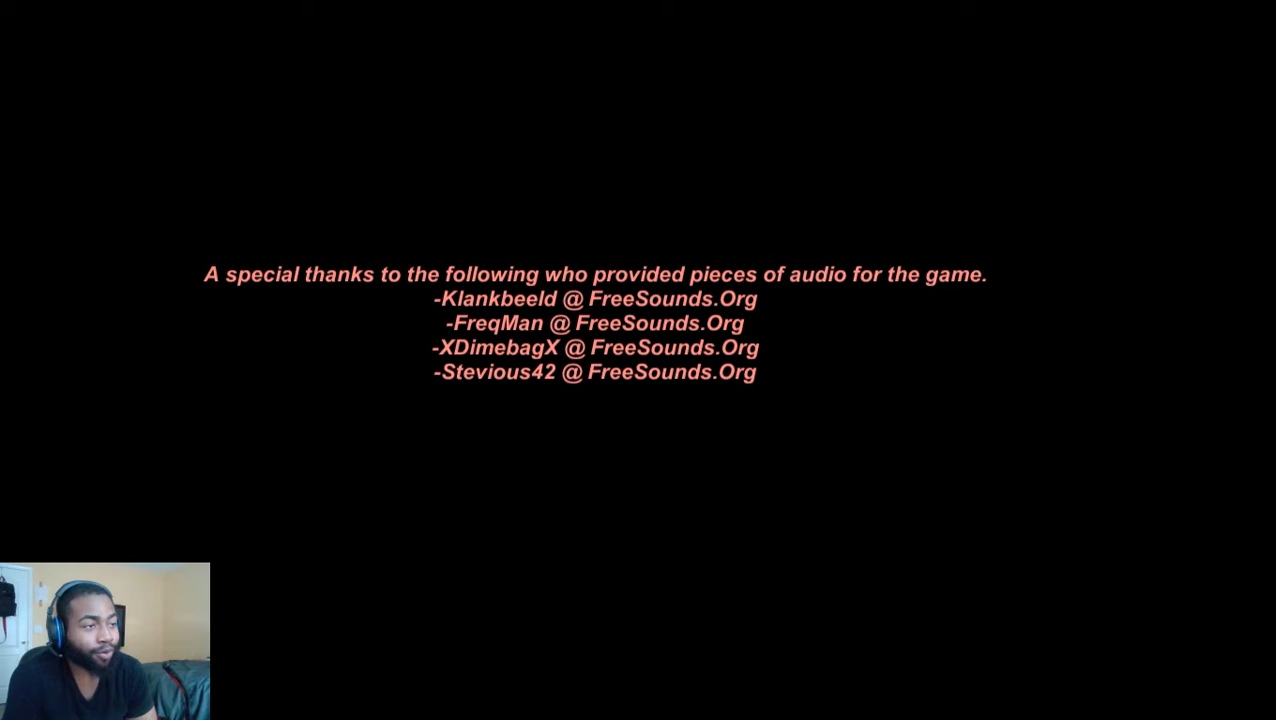 A special thanks to the following who provided pieces of audio for the game.
-Klankbeeld @ FreeSounds.Org
-FreqMan @ FreeSounds.Org
-XDimebagX @ FreeSounds.Org
-Stevious42 @ FreeSounds.Org